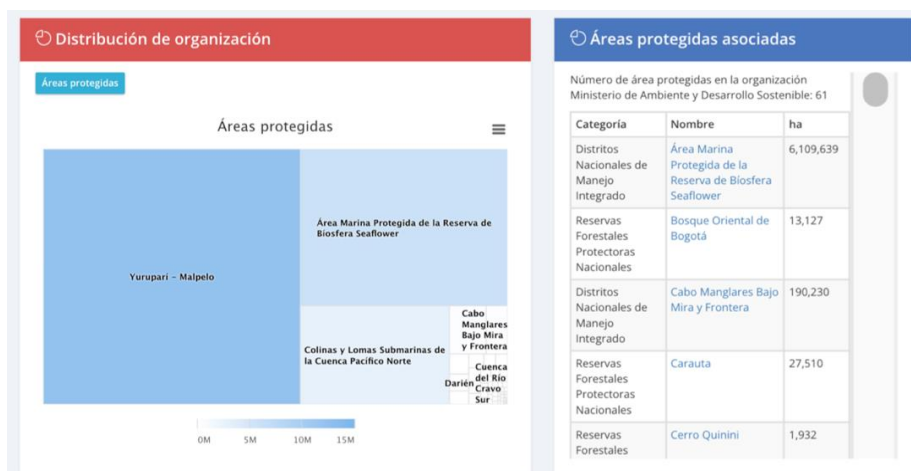 Distribución de organización
Áreas protegidas
Áreas protegidas
Yurupari - Malpelo
Área Marina Protegida de la Reserva de
Biosfera Seaflower
Colinas y Lomas Submarinas de
la Cuenca Pacífico Norte
Cabo
Manglares
Bajo Mira
y Frontera
Darién
Cuenca
del Río
Cravo
Sur
0M 5M 10M 15M
Áreas protegidas asociadas
Número de área protegidas en la organización
Ministerio de Ambiente y Desarrollo Sostenible: 61
Categoría Nombre ha
Distritos Área Marina 6,109,639
Nacionales de Protegida de la
Manejo Reserva de Bíosfera
Integrado Seaflower
Reservas Bosque Oriental de 13,127
Forestales Bogotá
Protectoras
Nacionales
Distritos Cabo Manglares Bajo 190,230
Nacionales de Mira y Frontera
Manejo
Integrado
Reservas Carauta 27,510
Forestales
Protectoras
Nacionales
Reservas Cerro Quinini 1,932
Forestales